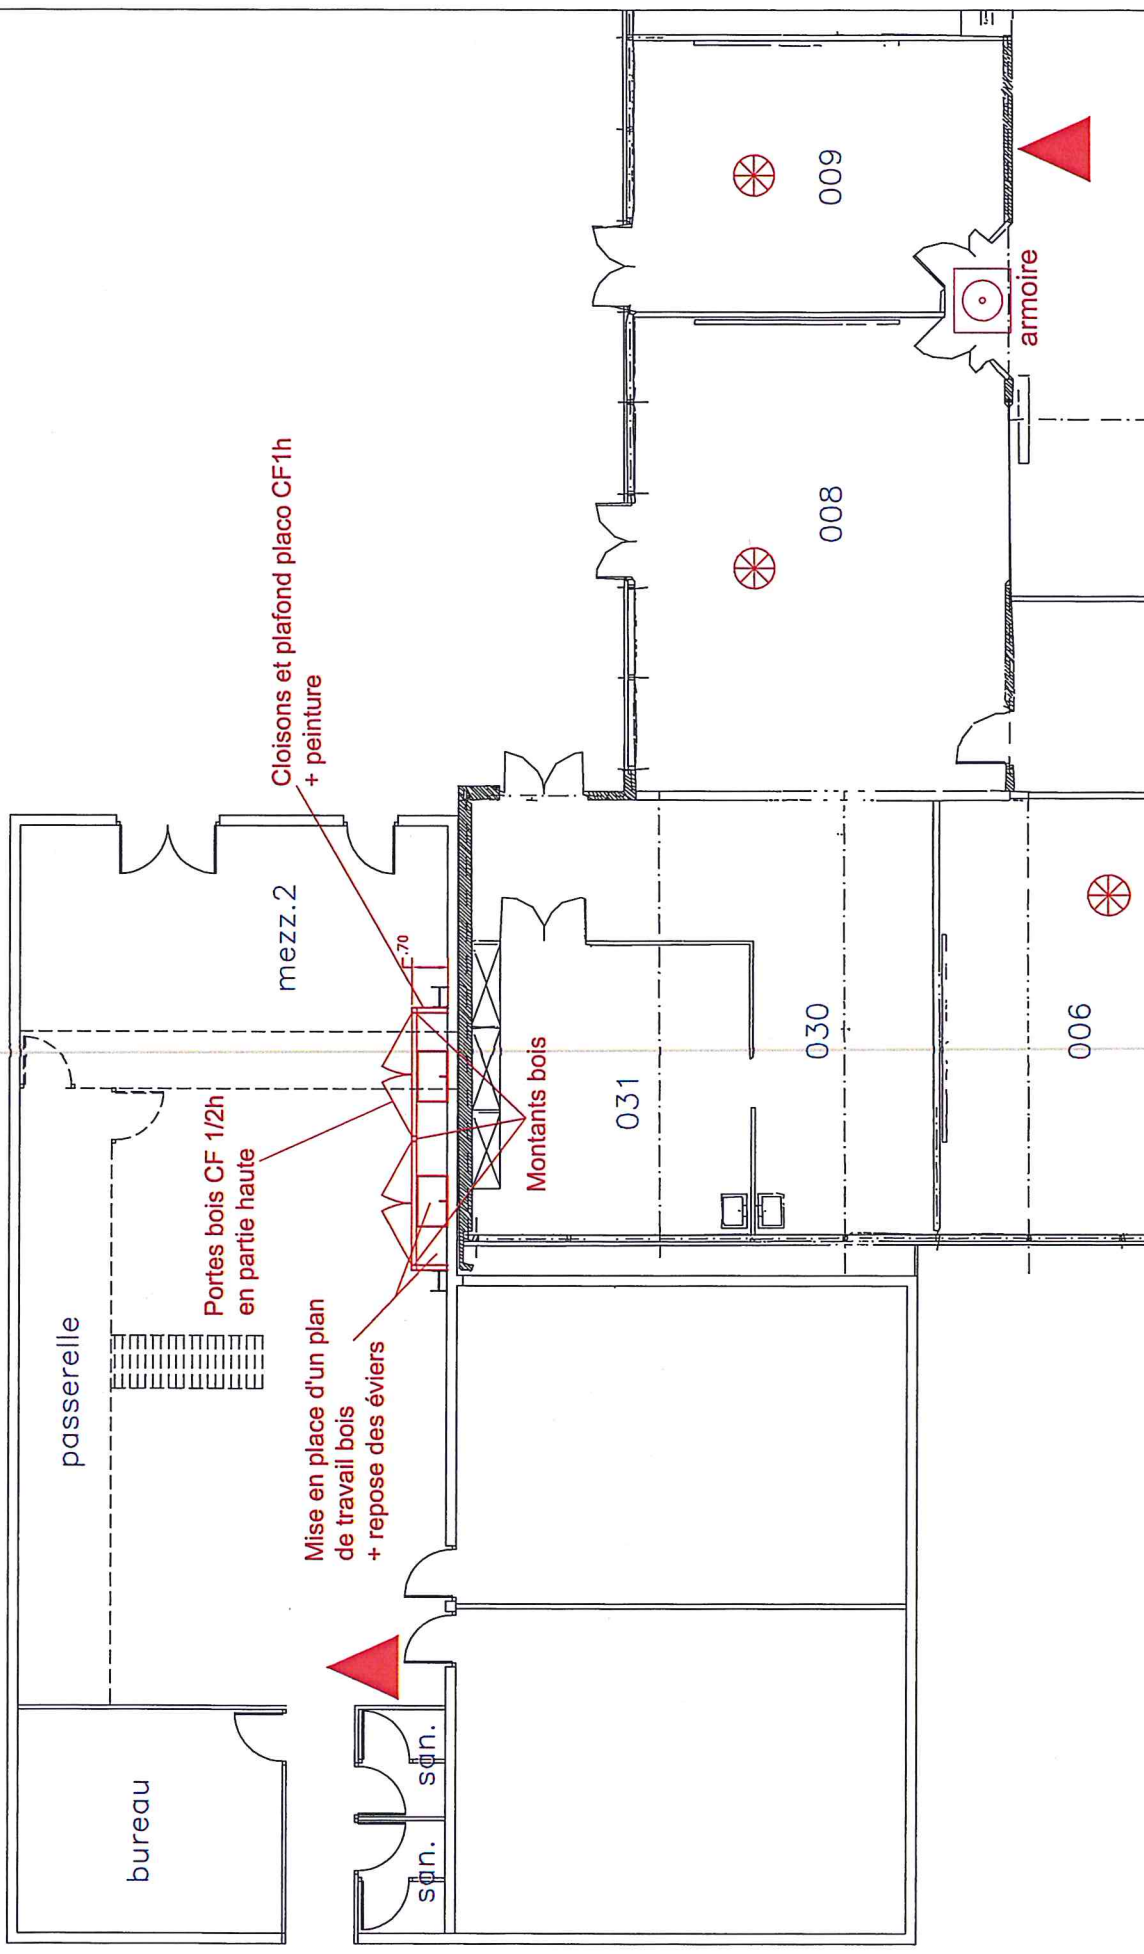 bureau
san.
san.
passerelle
Mise en place d'un plan
de travail bois
+ repose des éviers
Portes bois CF 1/2h
en partie haute
Montants bois
mezz.2
.70
Cloisons et plafond placo CF1h
+ peinture
031
030
006
008
009
armoire